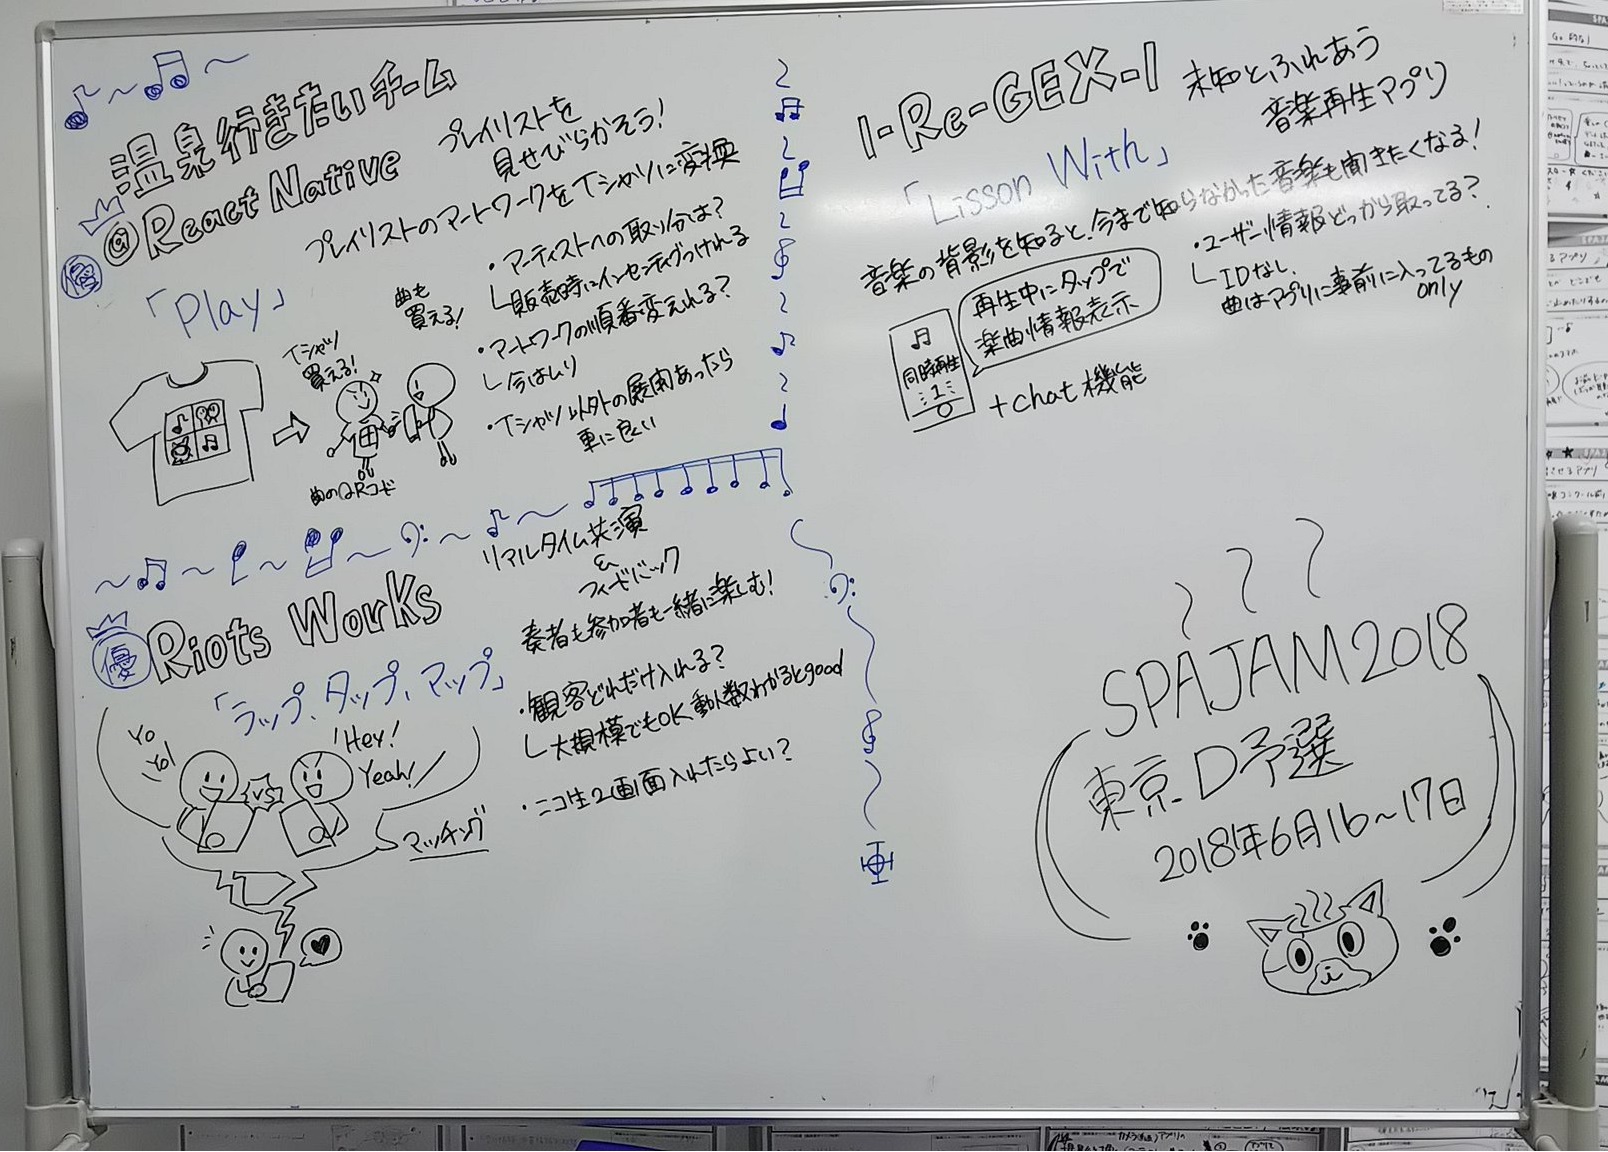 温泉行きたいチーム
@React Native
プレイリストを
見せびらかそう!
プレイリストのアートワークをTシャツに変換
「Play」
・アーティストへの取り分は?
└販売時にインセンティブつけれる
・アートワークの順番変えれる?
└今はムリ
・Tシャツ以外の展開あったら
更に良い
Tシャツ
買える!
曲も
買える!
曲のQRコード
優
Riots Works
リアルタイム共演
&
フィードバック
「ラップ、タップ、マップ」
奏者も参加者も一緒に楽しむ!
・観客どれだけ入れる?
└大規模でもOK、動人数わかるとgood
・ニコ生2画面入れたらよい?
Yo
Yo!
VS
Hey!
Yeah!
マッチング
I-Re-GEX-I
未知とふれあう
音楽再生アプリ
「Lisson With」
音楽の背景を知ると、今まで知らなかった音楽も聞きたくなる!
・ユーザー情報どっから取ってる?
└IDなし、
曲はアプリに事前に入ってるもの
only
再生中にタップで
楽曲情報表示
同時再生
1
+chat機能
SPAJAM2018
東京D予選
2018年6月16~17日